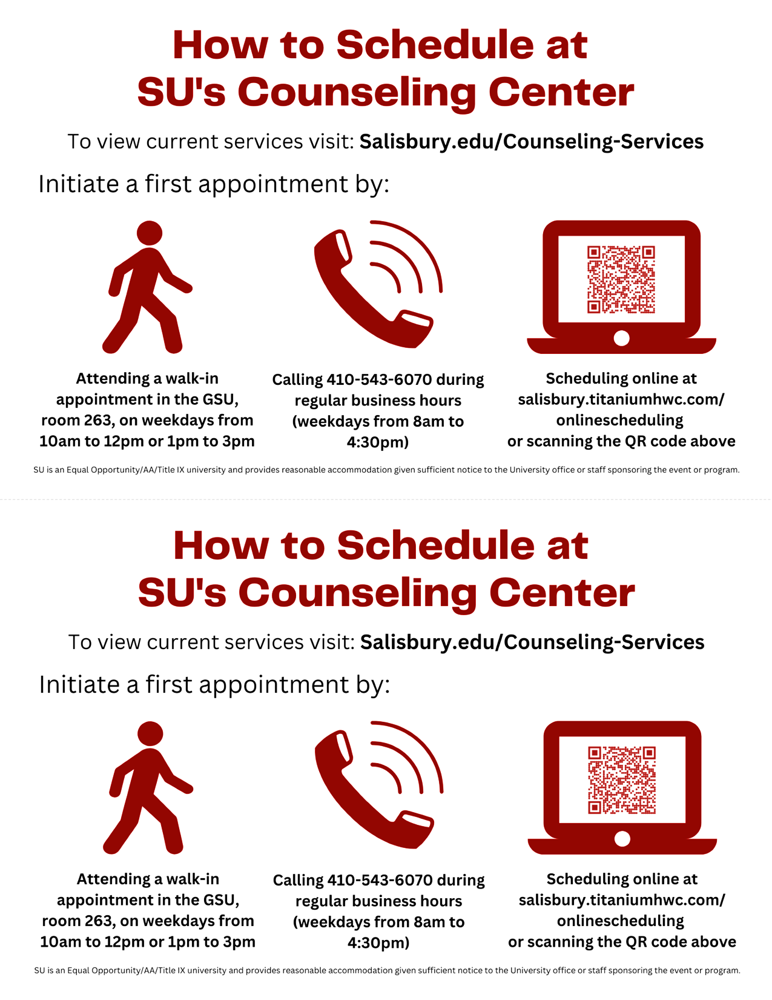 How to Schedule at
SU's Counseling Center
To view current services visit: Salisbury.edu/Counseling-Services
Initiate a first appointment by:
Attending a walk-in
appointment in the GSU,
room 263, on weekdays from
10am to 12pm or 1pm to 3pm
Calling 410-543-6070 during
regular business hours
(weekdays from 8am to
4:30pm)
Scheduling online at
salisbury.titaniumhwc.com/
onlinescheduling
or scanning the QR code above
SU is an Equal Opportunity/AA/Title IX university and provides reasonable accommodation given sufficient notice to the University office or staff sponsoring the event or program.
How to Schedule at
SU's Counseling Center
To view current services visit: Salisbury.edu/Counseling-Services
Initiate a first appointment by:
Attending a walk-in
appointment in the GSU,
room 263, on weekdays from
10am to 12pm or 1pm to 3pm
Calling 410-543-6070 during
regular business hours
(weekdays from 8am to
4:30pm)
Scheduling online at
salisbury.titaniumhwc.com/
onlinescheduling
or scanning the QR code above
SU is an Equal Opportunity/AA/Title IX university and provides reasonable accommodation given sufficient notice to the University office or staff sponsoring the event or program.